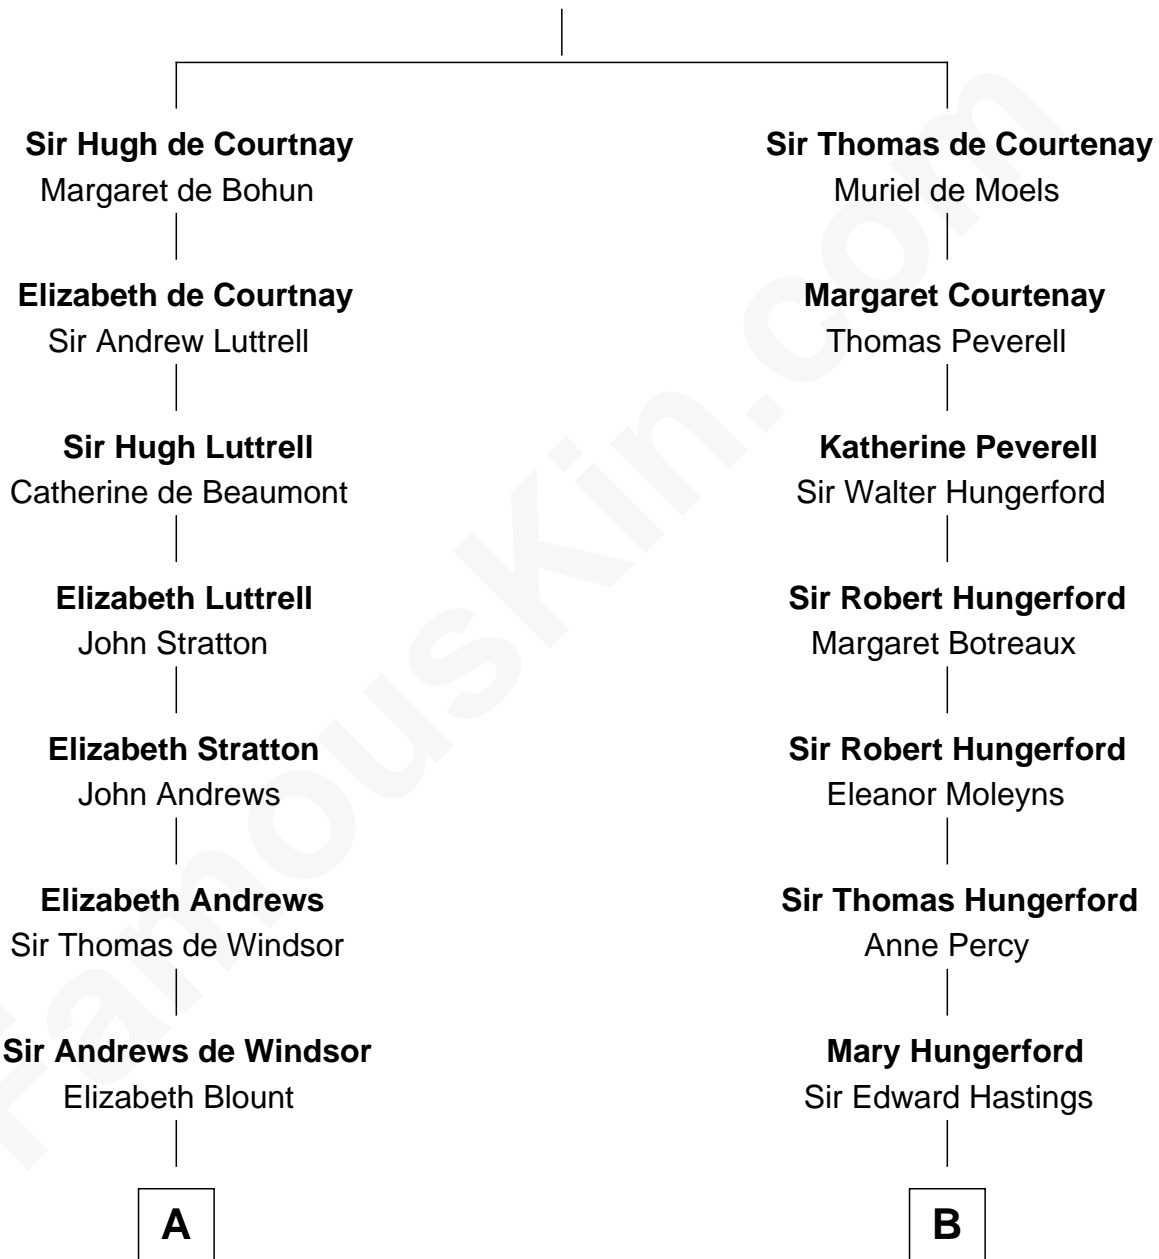 Sir Hugh de Courtnay
Margaret de Bohun
Sir Thomas de Courtenay
Muriel de Moels
Elizabeth de Courtnay
Sir Andrew Luttrell
Margaret Courtenay
Thomas Peverell
Sir Hugh Luttrell
Catherine de Beaumont
Katherine Peverell
Sir Walter Hungerford
Elizabeth Luttrell
John Stratton
Sir Robert Hungerford
Margaret Botreaux
Elizabeth Stratton
John Andrews
Sir Robert Hungerford
Eleanor Moleyns
Elizabeth Andrews
Sir Thomas de Windsor
Sir Thomas Hungerford
Anne Percy
Sir Andrews de Windsor
Elizabeth Blount
Mary Hungerford
Sir Edward Hastings
A
B
FamousKin.com